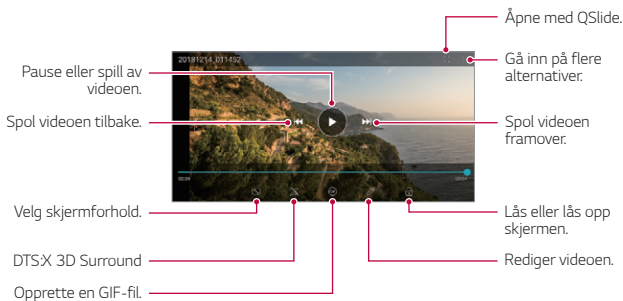 Åpne med QSlide.
20181214_011452
Gå inn på flere
alternativer.
Pause eller spill av
videoen.
Spol videoen tilbake.
Spol videoen
framover.
Velg skjermforhold.
Lås eller lås opp
skjermen.
DTS:X 3D Surround
Rediger videoen.
Opprette en GIF-fil.